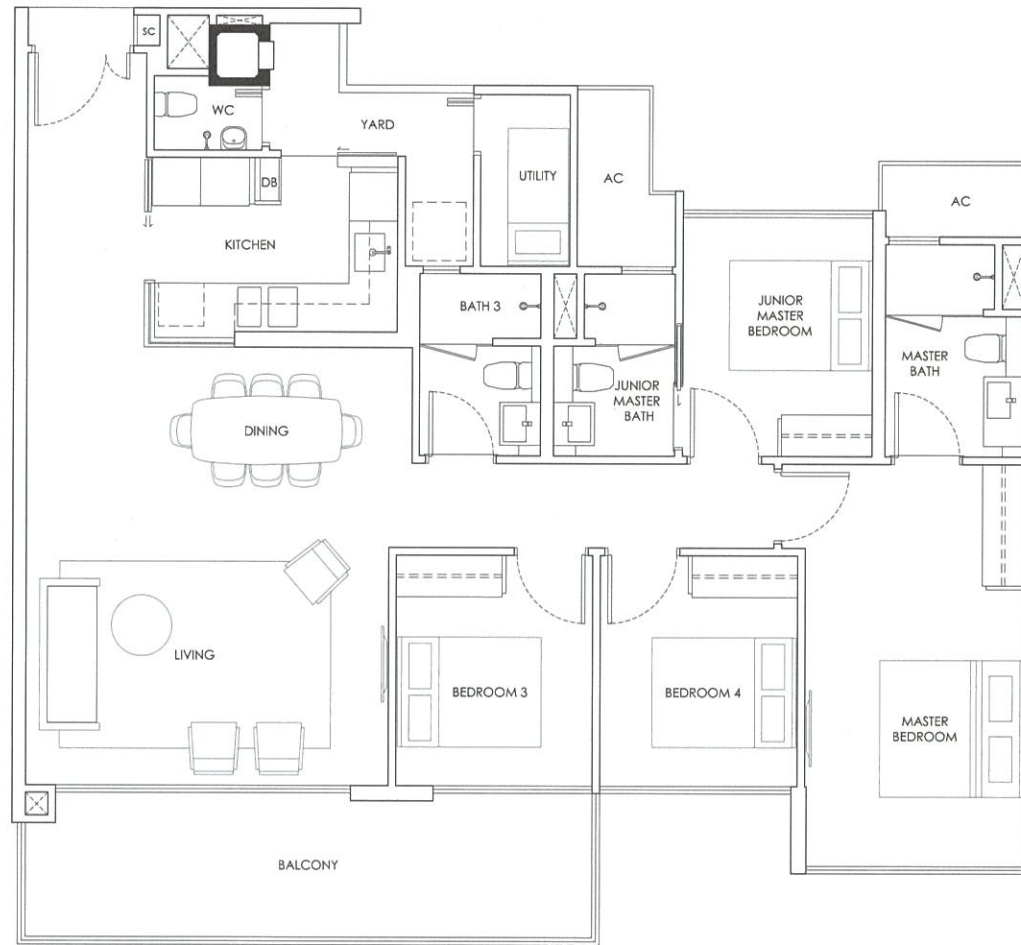 SC
WC
YARD
DB
KITCHEN
UTILITY
AC
AC
BATH 3
JUNIOR
MASTER
BATH
JUNIOR
MASTER
BEDROOM
MASTER
BATH
DINING
LIVING
BEDROOM 3
BEDROOM 4
MASTER
BEDROOM
BALCONY